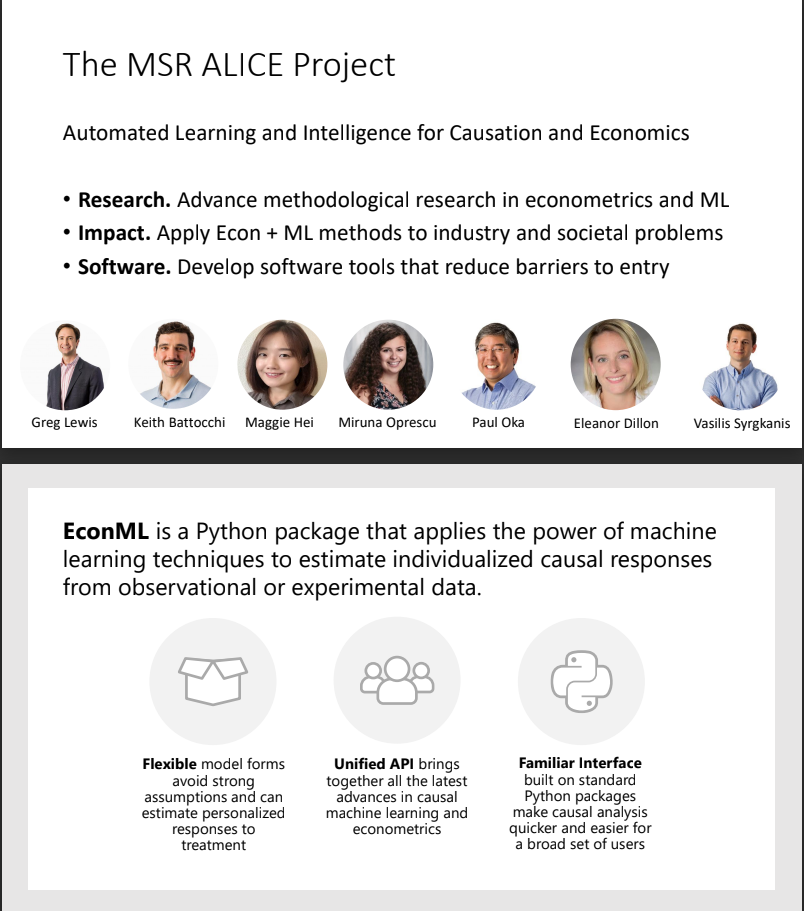 The MSR ALICE Project
Automated Learning and Intelligence for Causation and Economics
• Research. Advance methodological research in econometrics and ML
• Impact. Apply Econ + ML methods to industry and societal problems
• Software. Develop software tools that reduce barriers to entry
Greg Lewis
Keith Battocchi
Maggie Hei
Miruna Oprescu
Paul Oka
Eleanor Dillon
Vasilis Syrgkanis
EconML is a Python package that applies the power of machine
learning techniques to estimate individualized causal responses
from observational or experimental data.
Flexible model forms
avoid strong
assumptions and can
estimate personalized
responses to
treatment
Unified API brings
together all the latest
advances in causal
machine learning and
econometrics
Familiar Interface
built on standard
Python packages
make causal analysis
quicker and easier for
a broad set of users